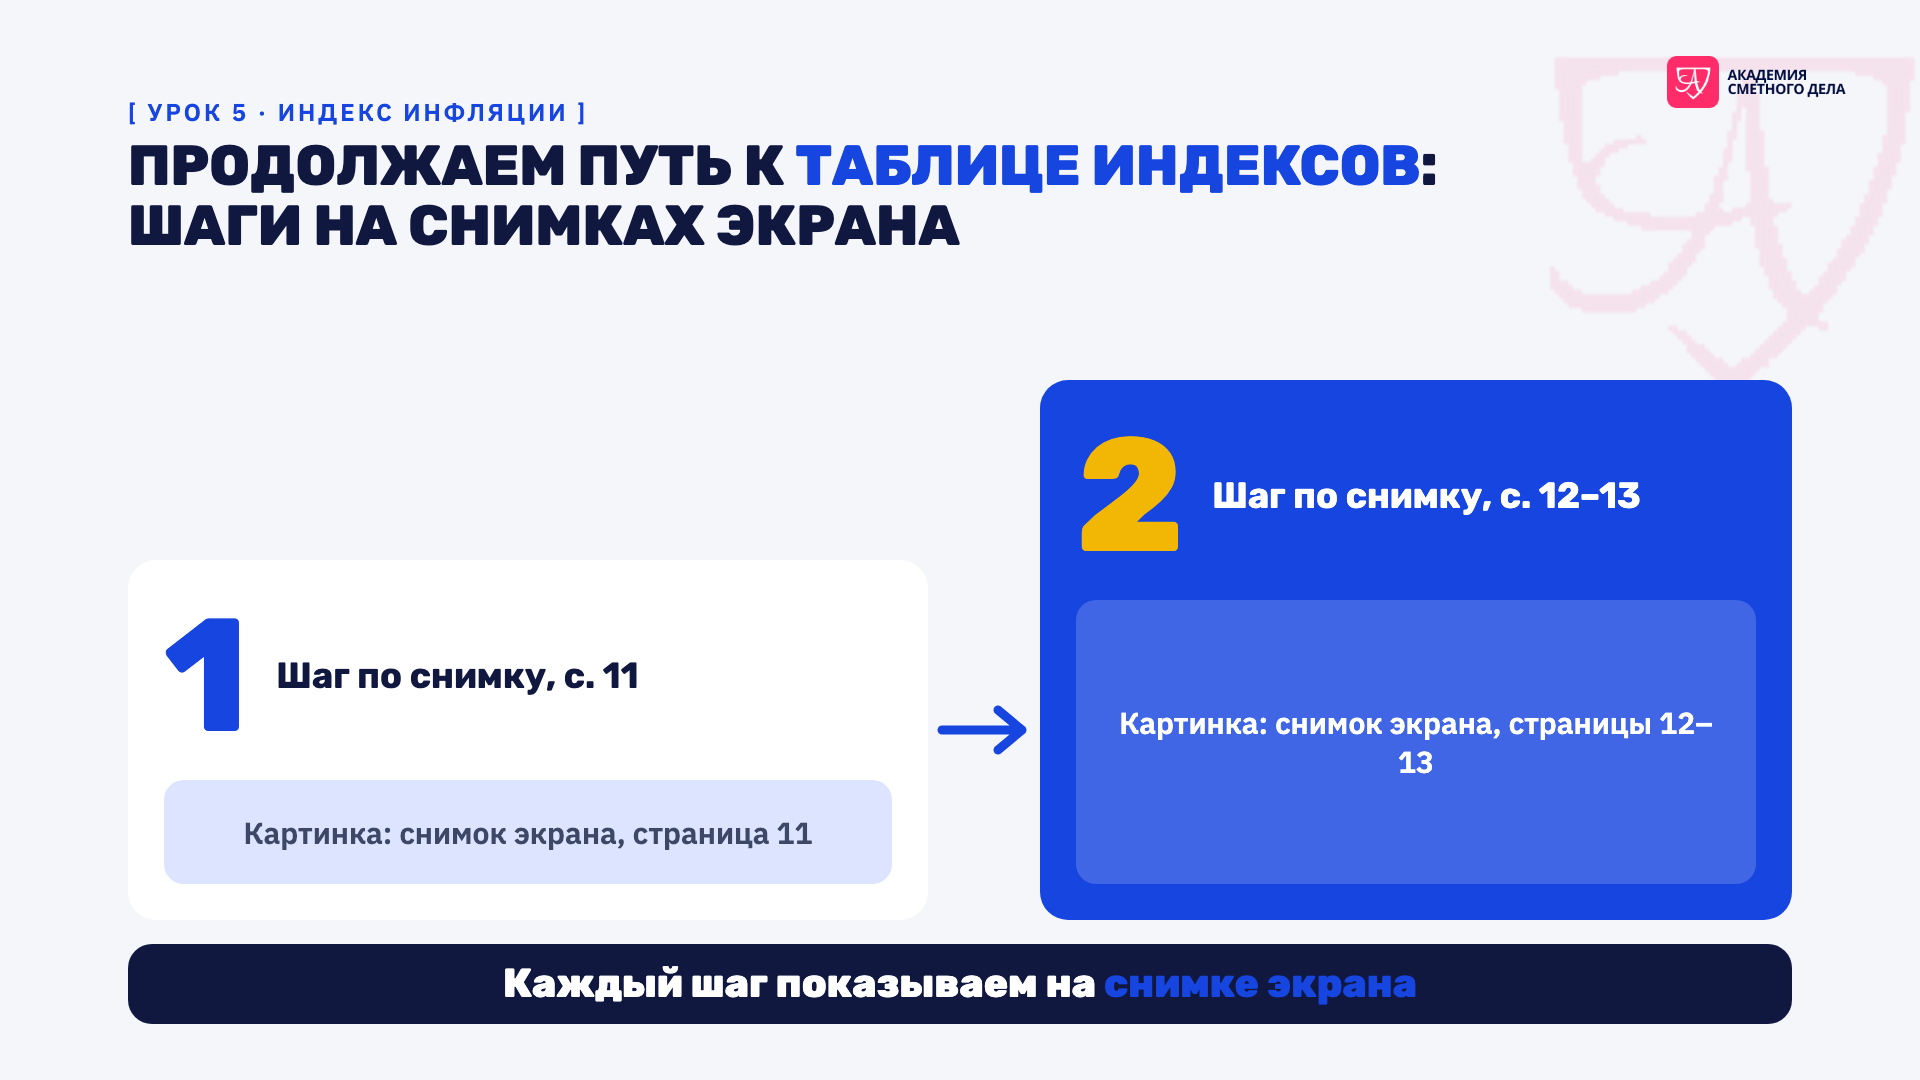 АКАДЕМИЯ
СМЕТНОГО ДЕЛА
[ УРОК 5 · ИНДЕКС ИНФЛЯЦИИ ]
ПРОДОЛЖАЕМ ПУТЬ К ТАБЛИЦЕ ИНДЕКСОВ:
ШАГИ НА СНИМКАХ ЭКРАНА
1
Шаг по снимку, с. 11
Картинка: снимок экрана, страница 11
2
Шаг по снимку, с. 12–13
Картинка: снимок экрана, страницы 12–
13
Каждый шаг показываем на снимке экрана